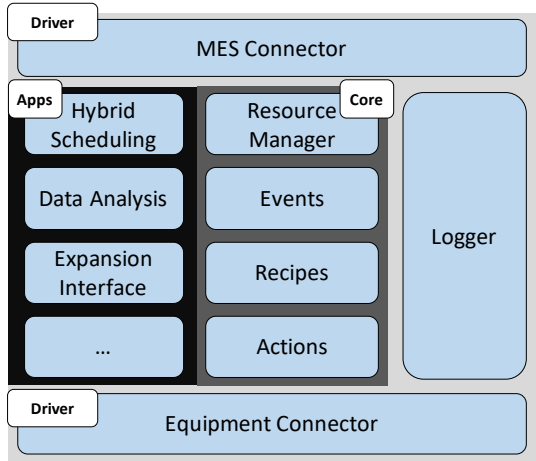 Driver
MES Connector
Apps
Hybrid
Scheduling
Data Analysis
Expansion
Interface
...
Core
Resource
Manager
Events
Recipes
Actions
Logger
Driver
Equipment Connector